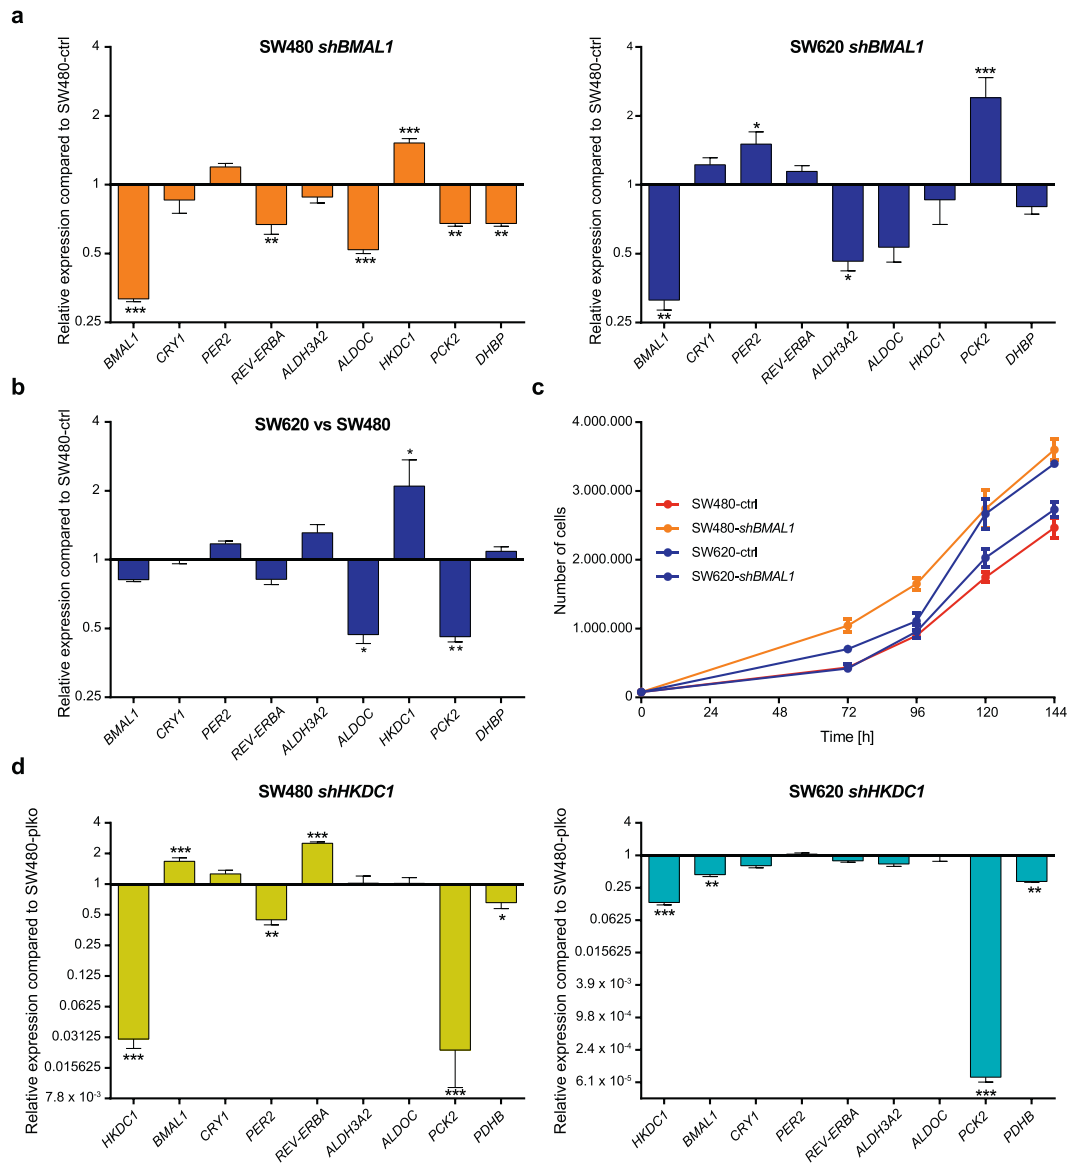 a
SW480 shBMAL1
Relative expression compared to SW480-ctrl
4
2
1
0.5
0.25
***
**
***
***
**
**
BMAL1
CRY1
PER2
REV-ERBA
ALDH3A2
ALDOC
HKDC1
PCK2
DHBP
SW620 shBMAL1
Relative expression compared to SW480-ctrl
4
2
1
0.5
0.25
**
*
*
***
BMAL1
CRY1
PER2
REV-ERBA
ALDH3A2
ALDOC
HKDC1
PCK2
DHBP
b
SW620 vs SW480
Relative expression compared to SW480-ctrl
4
2
1
0.5
0.25
*
*
**
BMAL1
CRY1
PER2
REV-ERBA
ALDH3A2
ALDOC
HKDC1
PCK2
DHBP
c
Number of cells
4.000.000
3.000.000
2.000.000
1.000.000
0
SW480-ctrl
SW480-shBMAL1
SW620-ctrl
SW620-shBMAL1
0
24
48
72
96
120
144
Time [h]
d
SW480 shHKDC1
Relative expression compared to SW480-plko
4
2
1
0.5
0.25
0.125
0.0625
0.03125
0.015625
7.8 x 10⁻³
***
***
**
***
***
*
HKDC1
BMAL1
CRY1
PER2
REV-ERBA
ALDH3A2
ALDOC
PCK2
PDHB
SW620 shHKDC1
Relative expression compared to SW480-plko
4
1
0.25
0.0625
0.015625
3.9 x 10⁻³
9.8 x 10⁻⁴
2.4 x 10⁻⁴
6.1 x 10⁻⁵
***
**
***
**
HKDC1
BMAL1
CRY1
PER2
REV-ERBA
ALDH3A2
ALDOC
PCK2
PDHB